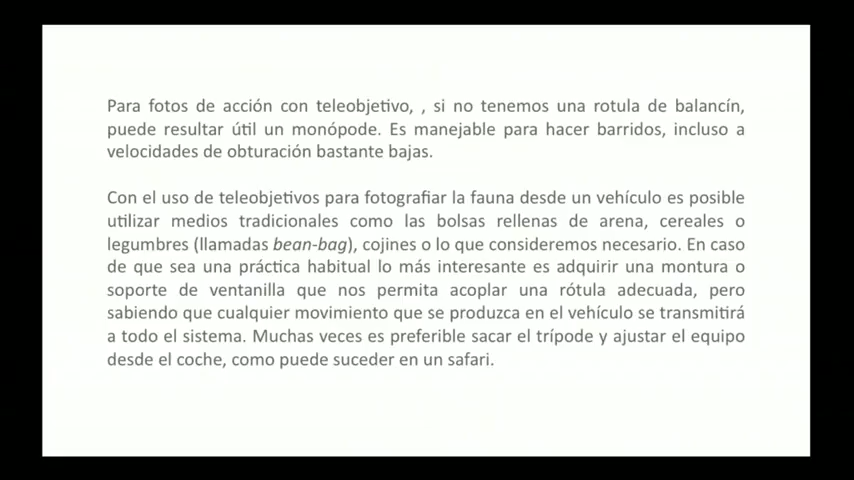 Para fotos de acción con teleobjetivo, , si no tenemos una rotula de balancín,
puede resultar útil un monópode. Es manejable para hacer barridos, incluso a
velocidades de obturación bastante bajas.
Con el uso de teleobjetivos para fotografiar la fauna desde un vehículo es posible
utilizar medios tradicionales como las bolsas rellenas de arena, cereales o
legumbres (llamadas bean-bag), cojines o lo que consideremos necesario. En caso
de que sea una práctica habitual lo más interesante es adquirir una montura o
soporte de ventanilla que nos permita acoplar una rótula adecuada, pero
sabiendo que cualquier movimiento que se produzca en el vehículo se transmitirá
a todo el sistema. Muchas veces es preferible sacar el trípode y ajustar el equipo
desde el coche, como puede suceder en un safari.